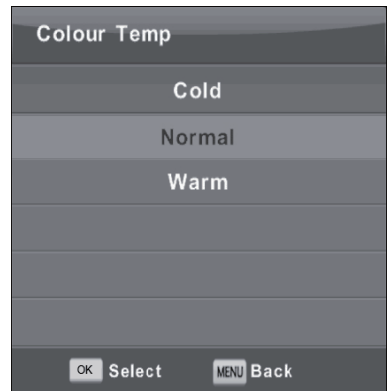 Colour Temp
Cold
Normal
Warm
OK Select MENU Back